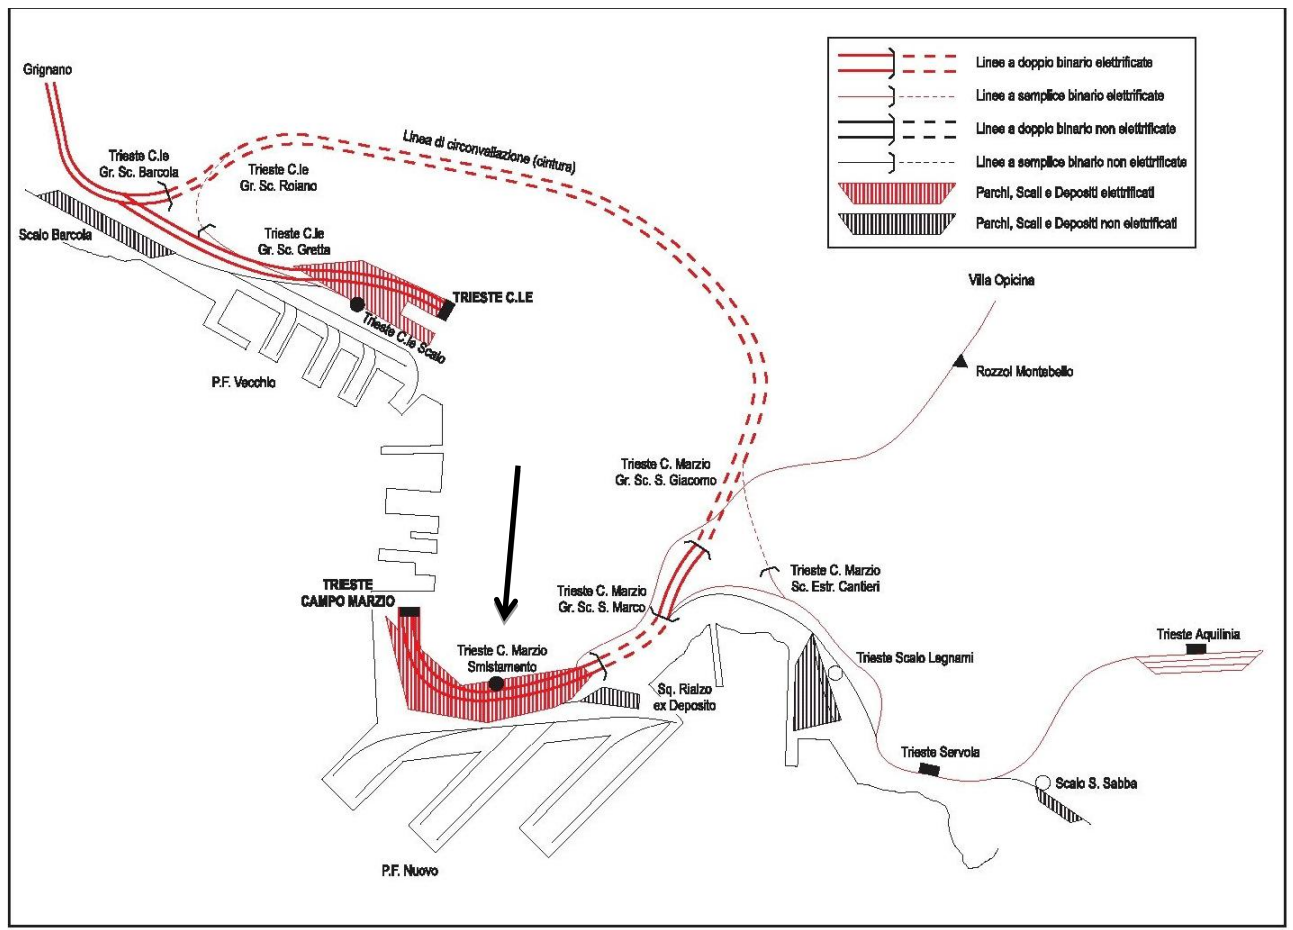 Grignano
Trieste C.le
Gr. Sc. Barcola
Trieste C.le
Gr. Sc. Roiano
Linea di circonvallazione (cintura)
Linee a doppio binario elettrificate
Linee a semplice binario elettrificate
Linee a doppio binario non elettrificate
Linee a semplice binario non elettrificate
Parchi, Scali e Depositi elettrificati
Parchi, Scali e Depositi non elettrificati
Scalo Barcola
Trieste C.le
Gr. Sc. Gretta
TRIESTE C.LE
Trieste C.le Scalo
P.F. Vecchio
Villa Opicina
Rozzol Montebello
Trieste C. Marzio
Gr. Sc. S. Giacomo
TRIESTE
CAMPO MARZIO
Trieste C. Marzio
Gr. Sc. S. Marco
Trieste C. Marzio
Sc. Estr. Cantieri
Trieste C. Marzio
Smistamento
Trieste Scalo Legnami
Trieste Aquilinia
Sq. Rialzo
ex Deposito
Trieste Servola
Scalo S. Sabba
P.F. Nuovo